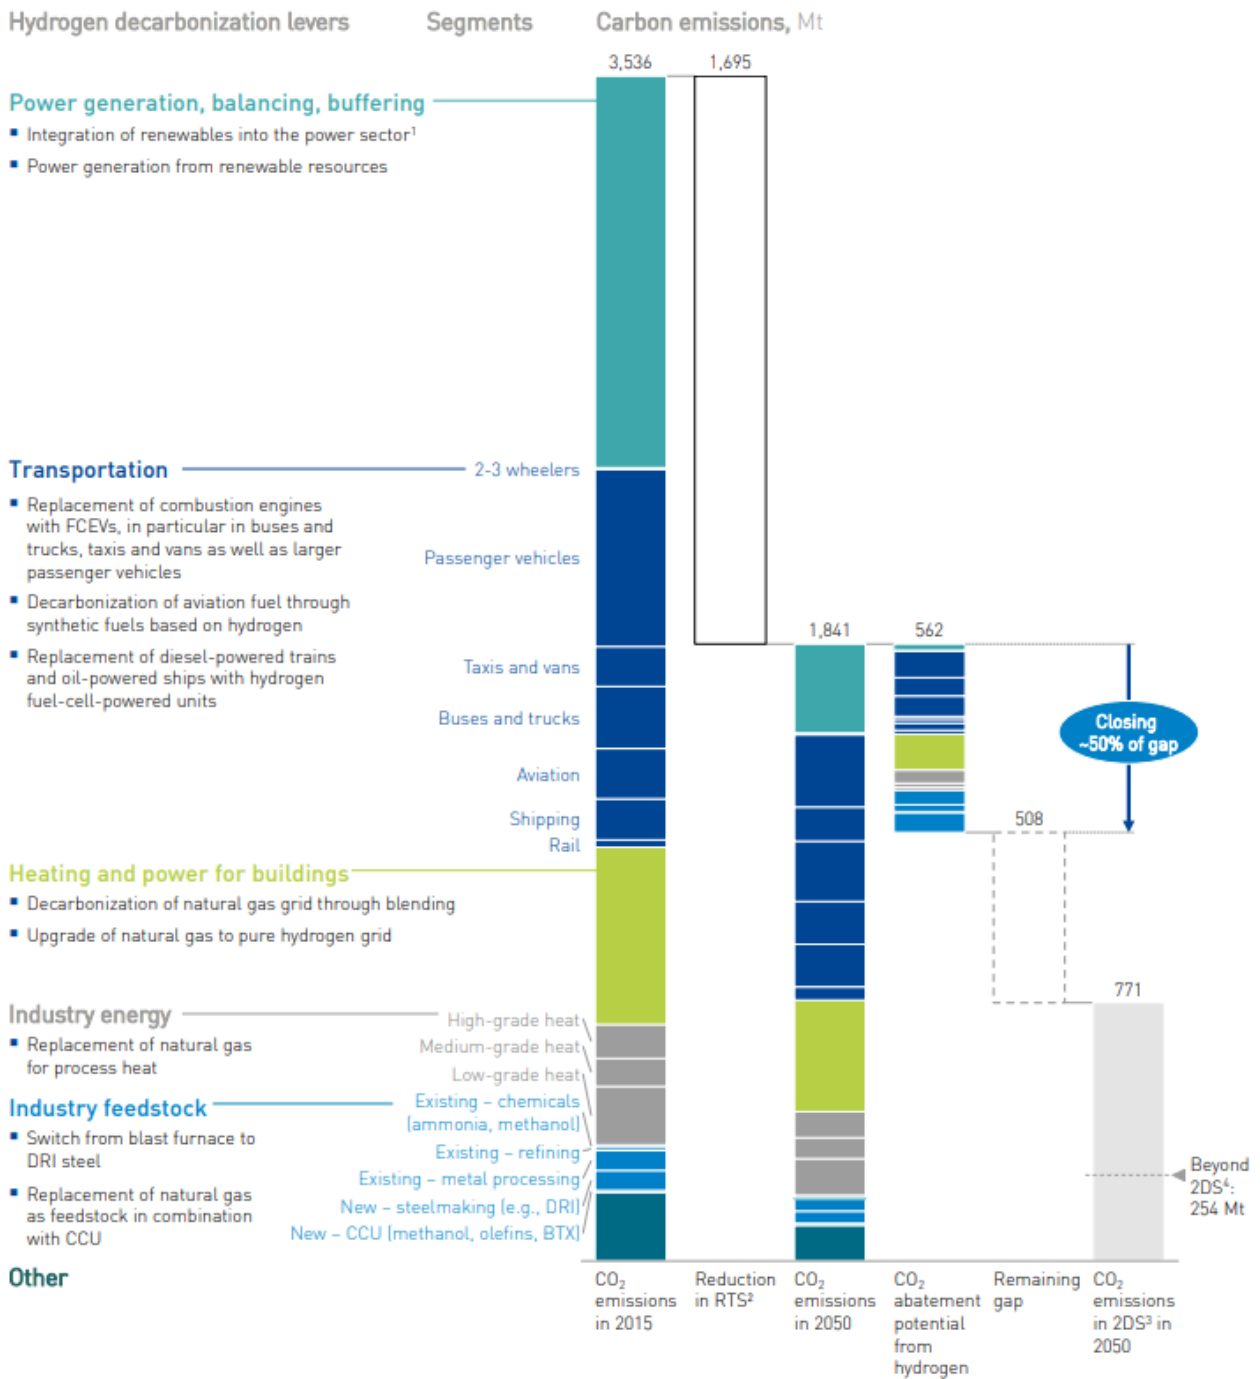 Hydrogen decarbonization levers
Segments
Carbon emissions, Mt
3,536
1,695
Power generation, balancing, buffering
▪ Integration of renewables into the power sector¹
▪ Power generation from renewable resources
Transportation
2-3 wheelers
▪ Replacement of combustion engines
with FCEVs, in particular in buses and
trucks, taxis and vans as well as larger
passenger vehicles
Passenger vehicles
▪ Decarbonization of aviation fuel through
synthetic fuels based on hydrogen
▪ Replacement of diesel-powered trains
and oil-powered ships with hydrogen
fuel-cell-powered units
Taxis and vans
Buses and trucks
Aviation
Shipping
Rail
1,841
562
Closing
~50% of gap
508
Heating and power for buildings
▪ Decarbonization of natural gas grid through blending
▪ Upgrade of natural gas to pure hydrogen grid
771
Industry energy
▪ Replacement of natural gas
for process heat
High-grade heat
Medium-grade heat
Low-grade heat
Industry feedstock
▪ Switch from blast furnace to
DRI steel
▪ Replacement of natural gas
as feedstock in combination
with CCU
Existing – chemicals
(ammonia, methanol)
Existing – refining
Existing – metal processing
New – steelmaking (e.g., DRI)
New – CCU (methanol, olefins, BTX)
Beyond
2DS⁴:
254 Mt
Other
CO₂
emissions
in 2015
Reduction
in RTS²
CO₂
emissions
in 2050
CO₂
abatement
potential
from
hydrogen
Remaining
gap
CO₂
emissions
in 2DS³ in
2050